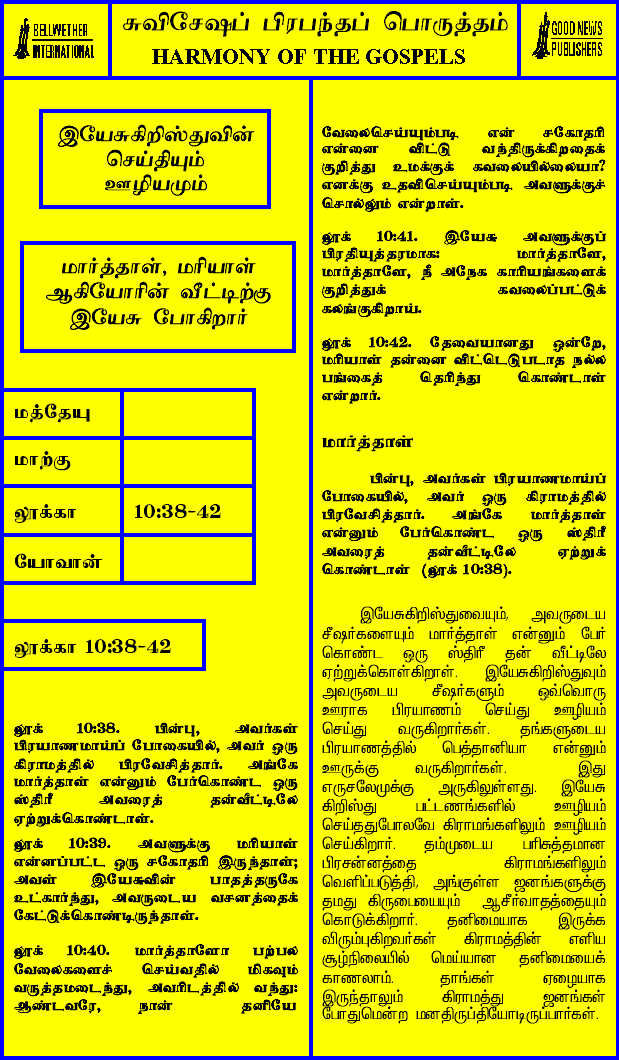 BELLWETHER
INTERNATIONAL
சுவிசேஷப் பிரபந்தப் பொருத்தம்
HARMONY OF THE GOSPELS
GOOD NEWS
PUBLISHERS
இயேசுகிறிஸ்துவின்
செய்தியும்
ஊழியமும்
மார்த்தாள், மரியாள்
ஆகியோரின் வீட்டிற்கு
இயேசு போகிறார்
மத்தேயு
மாற்கு
லூக்கா 10:38-42
யோவான்
லூக்கா 10:38-42
லூக் 10:38. பின்பு, அவர்கள்
பிரயாணமாய்ப் போகையில், அவர் ஒரு
கிராமத்தில் பிரவேசித்தார். அங்கே
மார்த்தாள் என்னும் பேர்கொண்ட ஒரு
ஸ்திரீ அவரைத் தன்வீட்டிலே
ஏற்றுக்கொண்டாள்.
லூக் 10:39. அவளுக்கு மரியாள்
என்னப்பட்ட ஒரு சகோதரி இருந்தாள்;
அவள் இயேசுவின் பாதத்தருகே
உட்கார்ந்து, அவருடைய வசனத்தைக்
கேட்டுக்கொண்டிருந்தாள்.
லூக் 10:40. மார்த்தாளோ பற்பல
வேலைகளைச் செய்வதில் மிகவும்
வருத்தமடைந்து, அவரிடத்தில் வந்து:
ஆண்டவரே, நான் தனியே
வேலைசெய்யும்படி என் சகோதரி
என்னை விட்டு வந்திருக்கிறதைக்
குறித்து உமக்குக் கவலையில்லையா?
எனக்கு உதவிசெய்யும்படி அவளுக்குச்
சொல்லும் என்றாள்.
லூக் 10:41. இயேசு அவளுக்குப்
பிரதியுத்தரமாக: மார்த்தாளே,
மார்த்தாளே, நீ அநேக காரியங்களைக்
குறித்துக் கவலைப்பட்டுக்
கலங்குகிறாய்.
லூக் 10:42. தேவையானது ஒன்றே,
மரியாள் தன்னை விட்டெடுபடாத நல்ல
பங்கைத் தெரிந்து கொண்டாள்
என்றார்.
மார்த்தாள்
பின்பு, அவர்கள் பிரயாணமாய்ப்
போகையில், அவர் ஒரு கிராமத்தில்
பிரவேசித்தார். அங்கே மார்த்தாள்
என்னும் பேர்கொண்ட ஒரு ஸ்திரீ
அவரைத் தன்வீட்டிலே ஏற்றுக்
கொண்டாள் (லூக் 10:38).
இயேசுகிறிஸ்துவையும், அவருடைய
சீஷர்களையும் மார்த்தாள் என்னும் பேர்
கொண்ட ஒரு ஸ்திரீ தன் வீட்டிலே
ஏற்றுக்கொள்கிறாள். இயேசுகிறிஸ்துவும்
அவருடைய சீஷர்களும் ஒவ்வொரு
ஊராக பிரயாணம் செய்து ஊழியம்
செய்து வருகிறார்கள். தங்களுடைய
பிரயாணத்தில் பெத்தானியா என்னும்
ஊருக்கு வருகிறார்கள். இது
எருசலேமுக்கு அருகிலுள்ளது. இயேசு
கிறிஸ்து பட்டணங்களில் ஊழியம்
செய்ததுபோலவே கிராமங்களிலும் ஊழியம்
செய்கிறார். தம்முடைய பரிசுத்தமான
பிரசன்னத்தை கிராமங்களிலும்
வெளிப்படுத்தி, அங்குள்ள ஜனங்களுக்கு
தமது கிருபையையும் ஆசீர்வாதத்தையும்
கொடுக்கிறார். தனிமையாக இருக்க
விரும்புகிறவர்கள் கிராமத்தின் எளிய
சூழ்நிலையில் மெய்யான தனிமையைக்
காணலாம். தாங்கள் ஏழையாக
இருந்தாலும் கிராமத்து ஜனங்கள்
போதுமென்ற மனதிருப்தியோடிருப்பார்கள்.